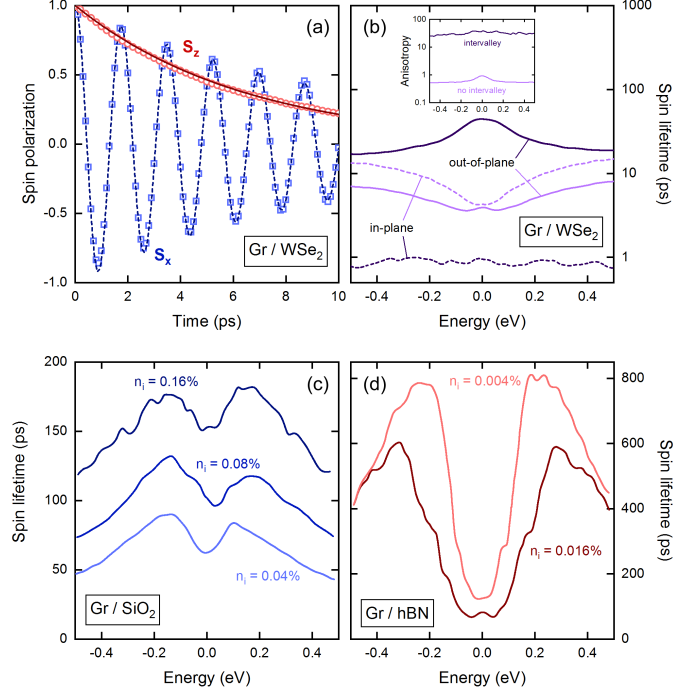 1.0
0.5
0.0
-0.5
-1.0
Spin polarization
(a)
S_z
S_x
Gr / WSe₂
0
2
4
6
8
10
Time (ps)
(b)
Anisotropy
100
10
1
0.1
intervalley
no intervalley
-0.4
-0.2
0.0
0.2
0.4
out-of-plane
in-plane
Gr / WSe₂
1000
100
10
1
Spin lifetime
(ps)
-0.4
-0.2
0.0
0.2
0.4
Energy (eV)
200
150
100
50
0
Spin lifetime (ps)
(c)
nᵢ = 0.16%
nᵢ = 0.08%
nᵢ = 0.04%
Gr / SiO₂
-0.4
-0.2
0.0
0.2
0.4
Energy (eV)
(d)
nᵢ = 0.004%
nᵢ = 0.016%
Gr / hBN
800
600
400
200
0
Spin lifetime
(ps)
-0.4
-0.2
0.0
0.2
0.4
Energy (eV)